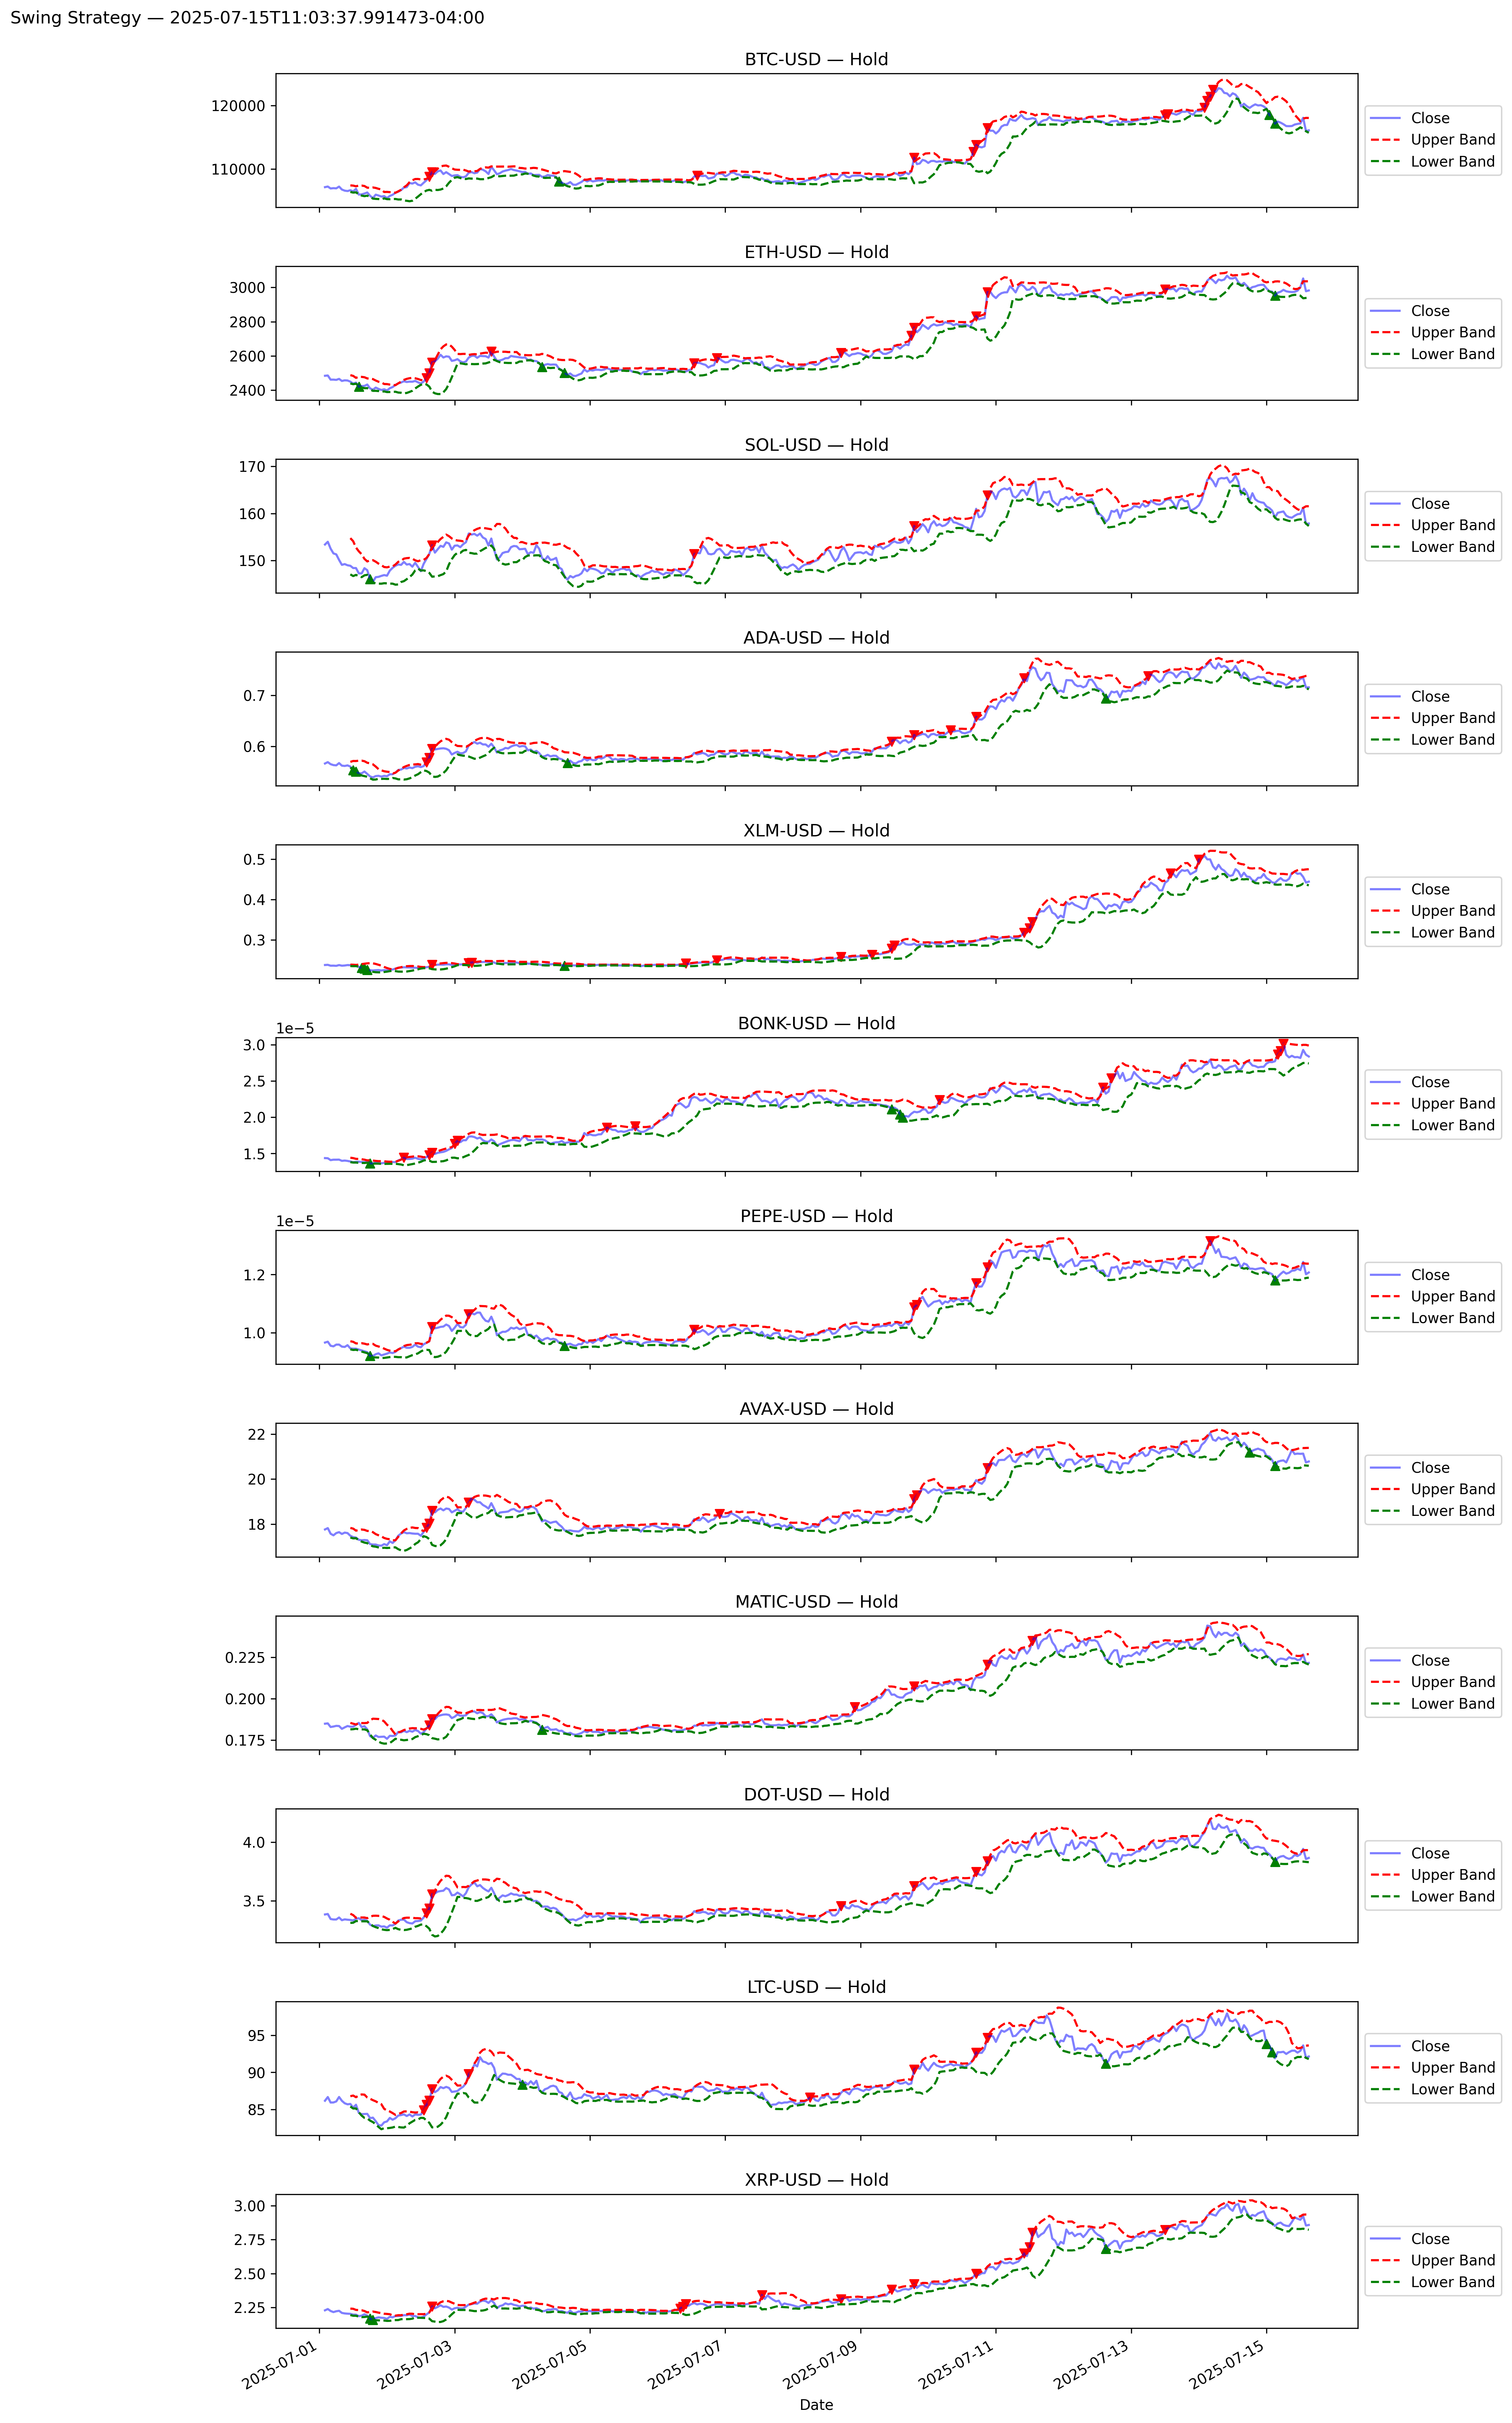 Swing Strategy — 2025-07-15T11:03:37.991473-04:00
BTC-USD — Hold
120000
110000
Close
Upper Band
Lower Band
ETH-USD — Hold
3000
2800
2600
2400
Close
Upper Band
Lower Band
SOL-USD — Hold
170
160
150
Close
Upper Band
Lower Band
ADA-USD — Hold
0.7
0.6
Close
Upper Band
Lower Band
XLM-USD — Hold
0.5
0.4
0.3
Close
Upper Band
Lower Band
BONK-USD — Hold
1e−5
3.0
2.5
2.0
1.5
Close
Upper Band
Lower Band
PEPE-USD — Hold
1e−5
1.2
1.0
Close
Upper Band
Lower Band
AVAX-USD — Hold
22
20
18
Close
Upper Band
Lower Band
MATIC-USD — Hold
0.225
0.200
0.175
Close
Upper Band
Lower Band
DOT-USD — Hold
4.0
3.5
Close
Upper Band
Lower Band
LTC-USD — Hold
95
90
85
Close
Upper Band
Lower Band
XRP-USD — Hold
3.00
2.75
2.50
2.25
Close
Upper Band
Lower Band
2025-07-01
2025-07-03
2025-07-05
2025-07-07
2025-07-09
2025-07-11
2025-07-13
2025-07-15
Date